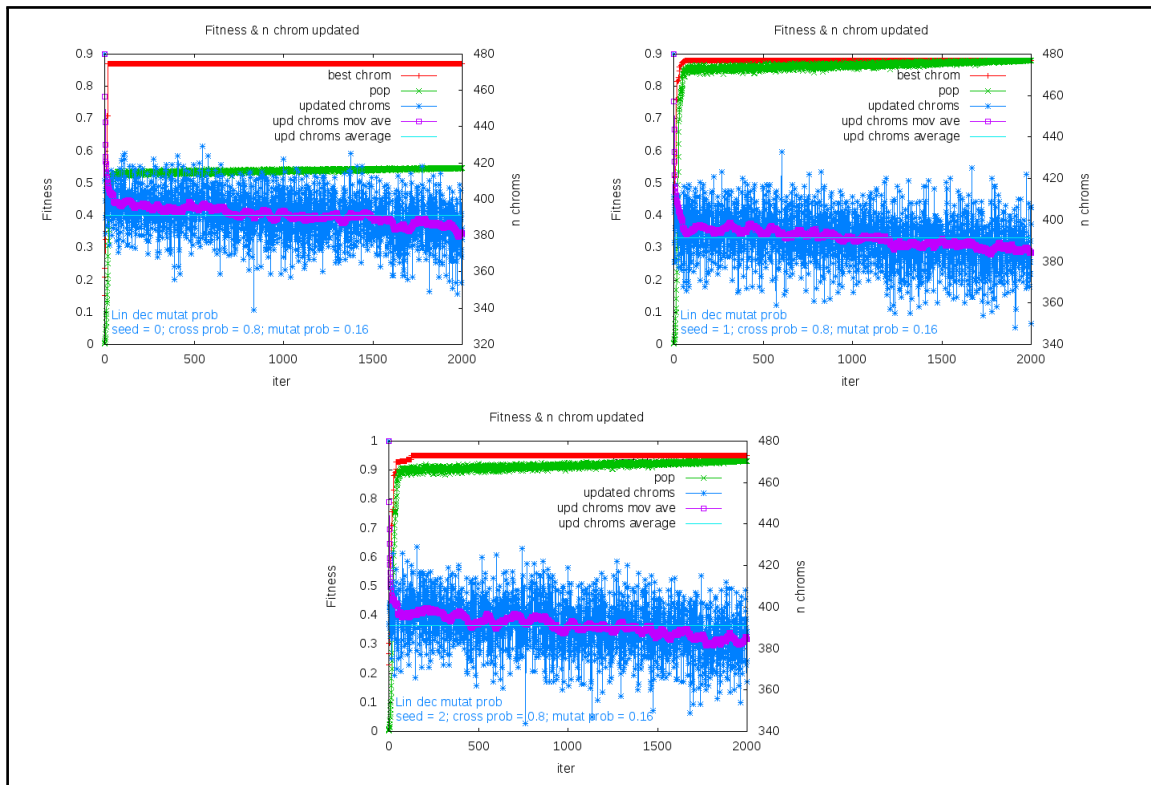 Fitness & n chrom updated
0.9
0.8
0.7
0.6
0.5
0.4
0.3
0.2
0.1
0
Fitness
480
460
440
420
400
380
360
340
320
n chroms
best chrom
pop
updated chroms
upd chroms mov ave
upd chroms average
Lin dec mutat prob
seed = 0; cross prob = 0.8; mutat prob = 0.16
0 500 1000 1500 2000
iter
Fitness & n chrom updated
0.9
0.8
0.7
0.6
0.5
0.4
0.3
0.2
0.1
0
Fitness
480
460
440
420
400
380
360
340
n chroms
best chrom
pop
updated chroms
upd chroms mov ave
upd chroms average
Lin dec mutat prob
seed = 1; cross prob = 0.8; mutat prob = 0.16
0 500 1000 1500 2000
iter
Fitness & n chrom updated
1
0.9
0.8
0.7
0.6
0.5
0.4
0.3
0.2
0.1
0
Fitness
480
460
440
420
400
380
360
340
n chroms
pop
updated chroms
upd chroms mov ave
upd chroms average
Lin dec mutat prob
seed = 2; cross prob = 0.8; mutat prob = 0.16
0 500 1000 1500 2000
iter